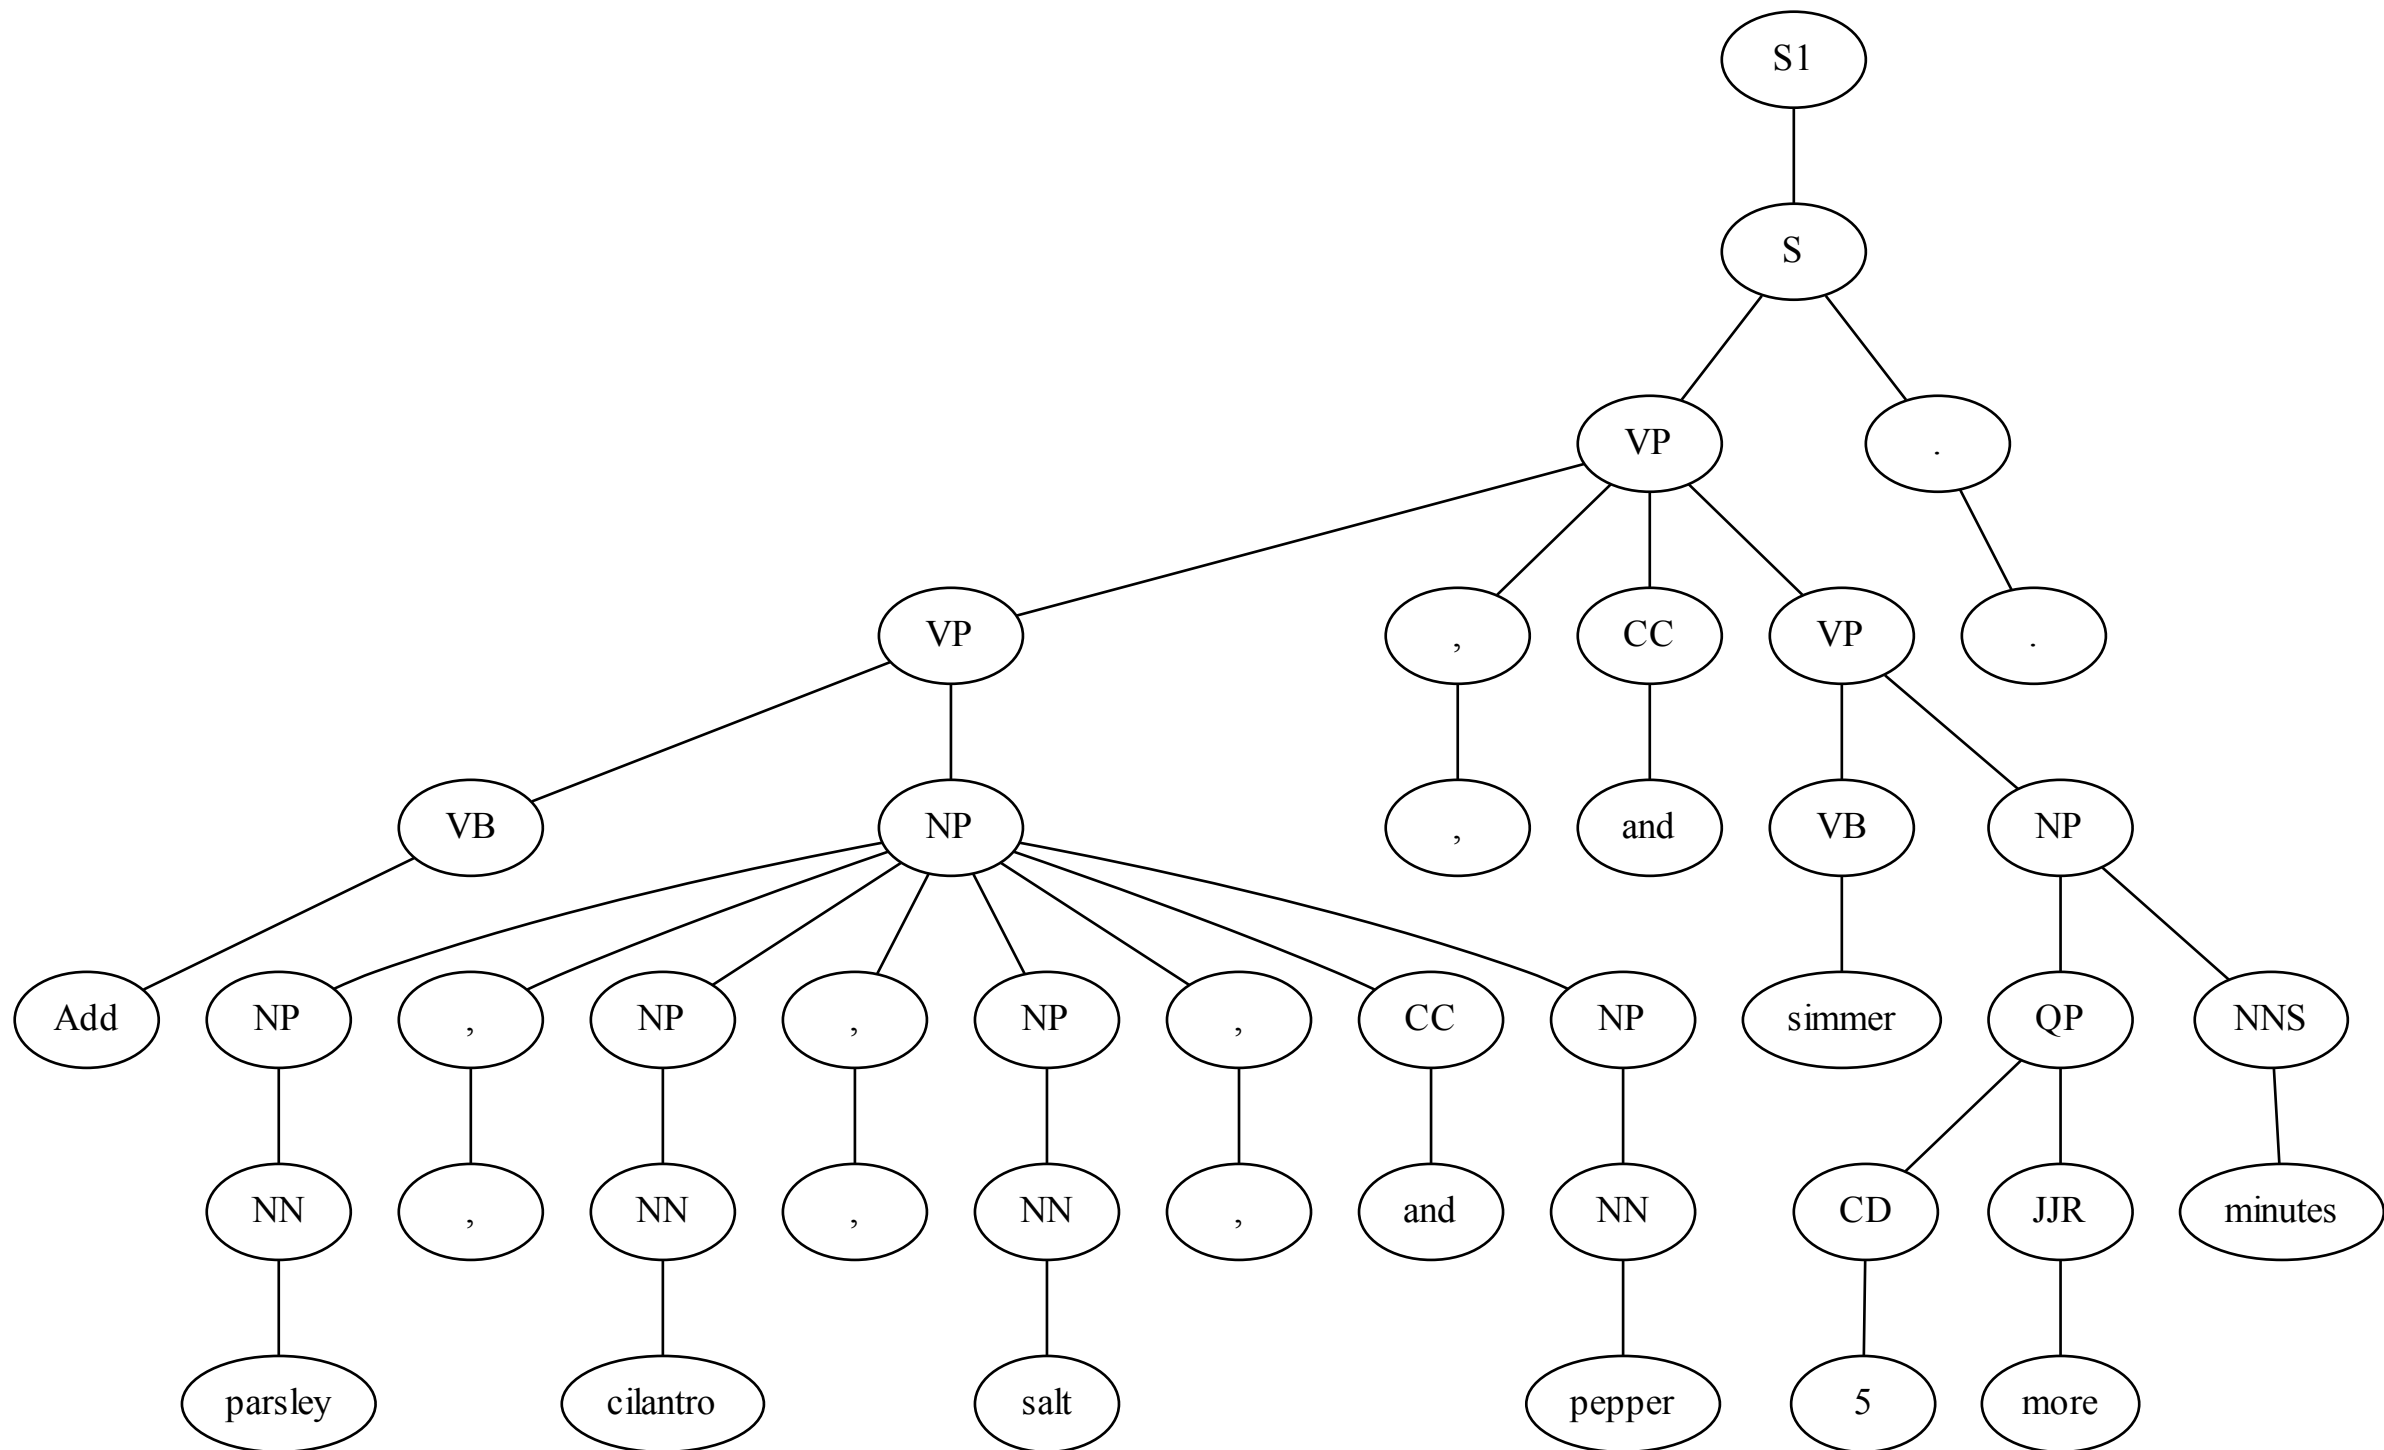 S1
S
VP .
VP , CC VP .
VB NP , and VB NP
Add NP , NP , NP , CC NP simmer QP NNS
NN , NN , NN , and NN CD JJR minutes
parsley cilantro salt pepper 5 more